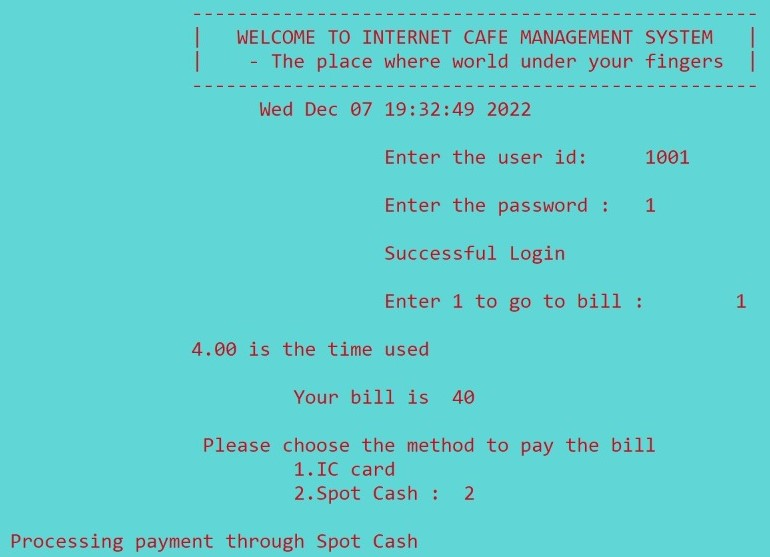 --------------------------------------------------
|   WELCOME TO INTERNET CAFE MANAGEMENT SYSTEM   |
|    - The place where world under your fingers  |
--------------------------------------------------
Wed Dec 07 19:32:49 2022
Enter the user id:     1001
Enter the password :   1
Successful Login
Enter 1 to go to bill :        1
4.00 is the time used
Your bill is  40
Please choose the method to pay the bill
1.IC card
2.Spot Cash :  2
Processing payment through Spot Cash